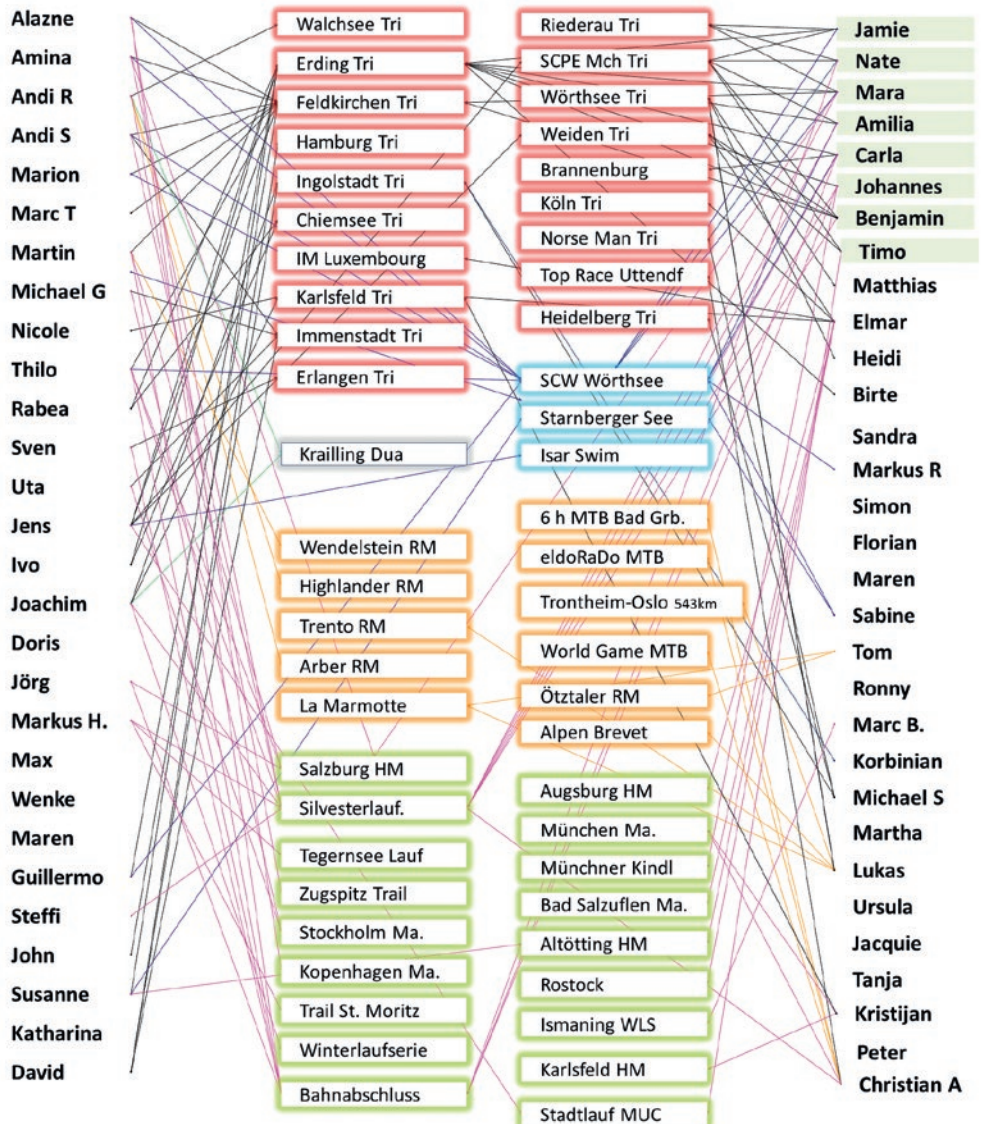 Alazne
Amina
Andi R
Andi S
Marion
Marc T
Martin
Michael G
Nicole
Thilo
Rabea
Sven
Uta
Jens
Ivo
Joachim
Doris
Jörg
Markus H.
Max
Wenke
Maren
Guillermo
Steffi
John
Susanne
Katharina
David
Walchsee Tri
Erding Tri
Feldkirchen Tri
Hamburg Tri
Ingolstadt Tri
Chiemsee Tri
IM Luxembourg
Karlsfeld Tri
Immenstadt Tri
Erlangen Tri
Krailling Dua
Wendelstein RM
Highlander RM
Trento RM
Arber RM
La Marmotte
Salzburg HM
Silvesterlauf.
Tegernsee Lauf
Zugspitz Trail
Stockholm Ma.
Kopenhagen Ma.
Trail St. Moritz
Winterlaufserie
Bahnabschluss
Riederau Tri
SCPE Mch Tri
Wörthsee Tri
Weiden Tri
Brannenburg
Köln Tri
Norse Man Tri
Top Race Uttendf
Heidelberg Tri
SCW Wörthsee
Starnberger See
Isar Swim
6 h MTB Bad Grb.
eldoRaDo MTB
Trontheim-Oslo 543km
World Game MTB
Ötztaler RM
Alpen Brevet
Augsburg HM
München Ma.
Münchner Kindl
Bad Salzuflen Ma.
Altötting HM
Rostock
Ismaning WLS
Karlsfeld HM
Stadtlauf MUC
Jamie
Nate
Mara
Amilia
Carla
Johannes
Benjamin
Timo
Matthias
Elmar
Heidi
Birte
Sandra
Markus R
Simon
Florian
Maren
Sabine
Tom
Ronny
Marc B.
Korbinian
Michael S
Martha
Lukas
Ursula
Jacquie
Tanja
Kristijan
Peter
Christian A